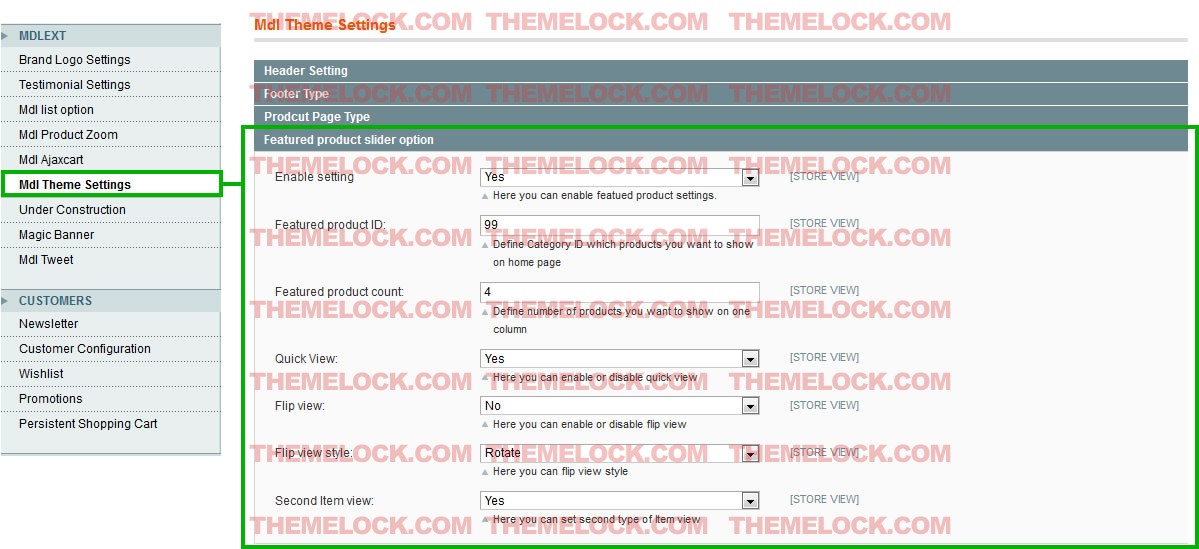 MDLEXT
Brand Logo Settings
Testimonial Settings
Mdl list option
Mdl Product Zoom
Mdl Ajaxcart
Mdl Theme Settings
Under Construction
Magic Banner
Mdl Tweet
CUSTOMERS
Newsletter
Customer Configuration
Wishlist
Promotions
Persistent Shopping Cart
THEMELOCK.COM THEMELOCK.COM THEMELOCK.COM
Mdl Theme Settings
Header Setting
THEMELOCK.COM THEMELOCK.COM THEMELOCK.COM
Footer Type
Prodcut Page Type
Featured product slider option
THEMELOCK.COM THEMELOCK.COM THEMELOCK.COM
Enable setting Yes [STORE VIEW]
Here you can enable featued product settings.
Featured product ID: 99 [STORE VIEW]
THEMELOCK.COM THEMELOCK.COM THEMELOCK.COM
Define Category ID which products you want to show
on home page
Featured product count: 4 [STORE VIEW]
THEMELOCK.COM THEMELOCK.COM THEMELOCK.COM
Define number of products you want to show on one
column
Quick View: Yes [STORE VIEW]
THEMELOCK.COM THEMELOCK.COM THEMELOCK.COM
Here you can enable or disable quick view
Flip view: No [STORE VIEW]
Here you can enable or disable flip view
THEMELOCK.COM THEMELOCK.COM THEMELOCK.COM
Flip view style: Rotate [STORE VIEW]
Here you can flip view style
Second Item view: Yes [STORE VIEW]
THEMELOCK.COM THEMELOCK.COM THEMELOCK.COM
Here you can set second type of Item view